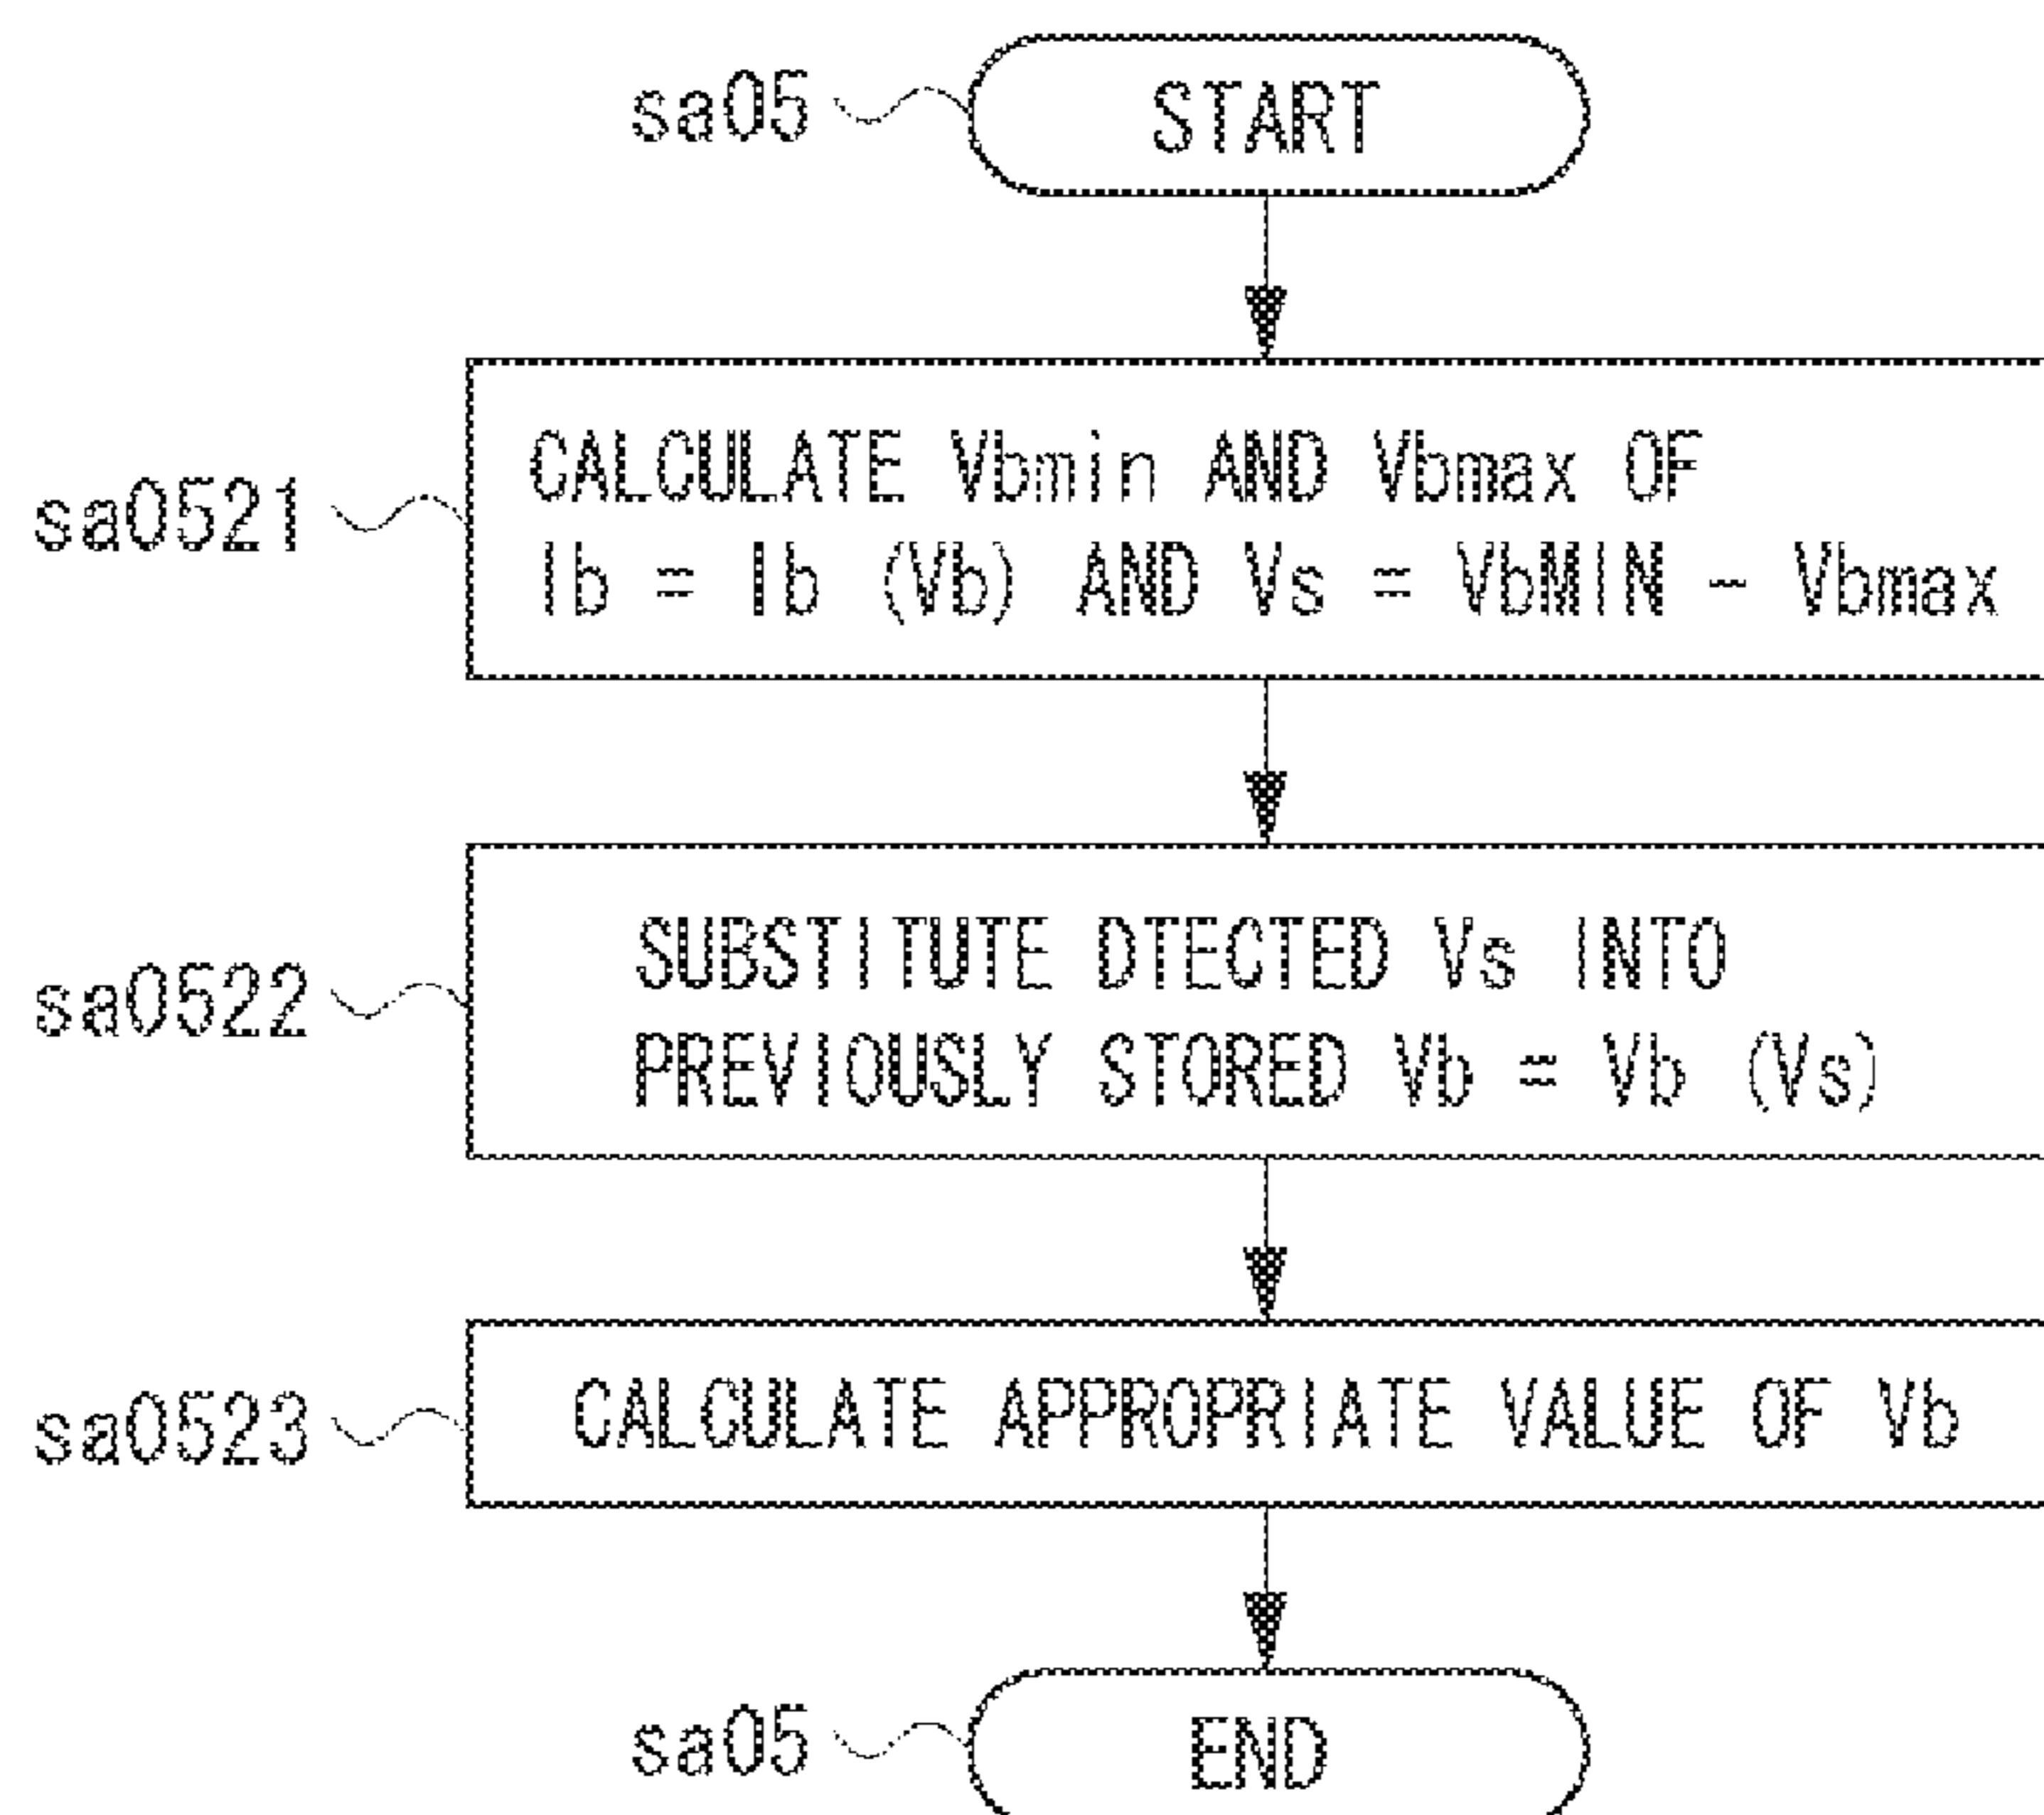 sa05 START
CALCULATE Vbmin AND Vbmax OF
sa0521
Ib = Ib (Vb) AND Vs = VbMIN - Vbmax
SUBSTITUTE DTECTED Vs INTO
sa0522
PREVIOUSLY STORED Vb = Vb (Vs)
sa0523 CALCULATE APPROPRIATE VALUE OF Vb
sa05 END